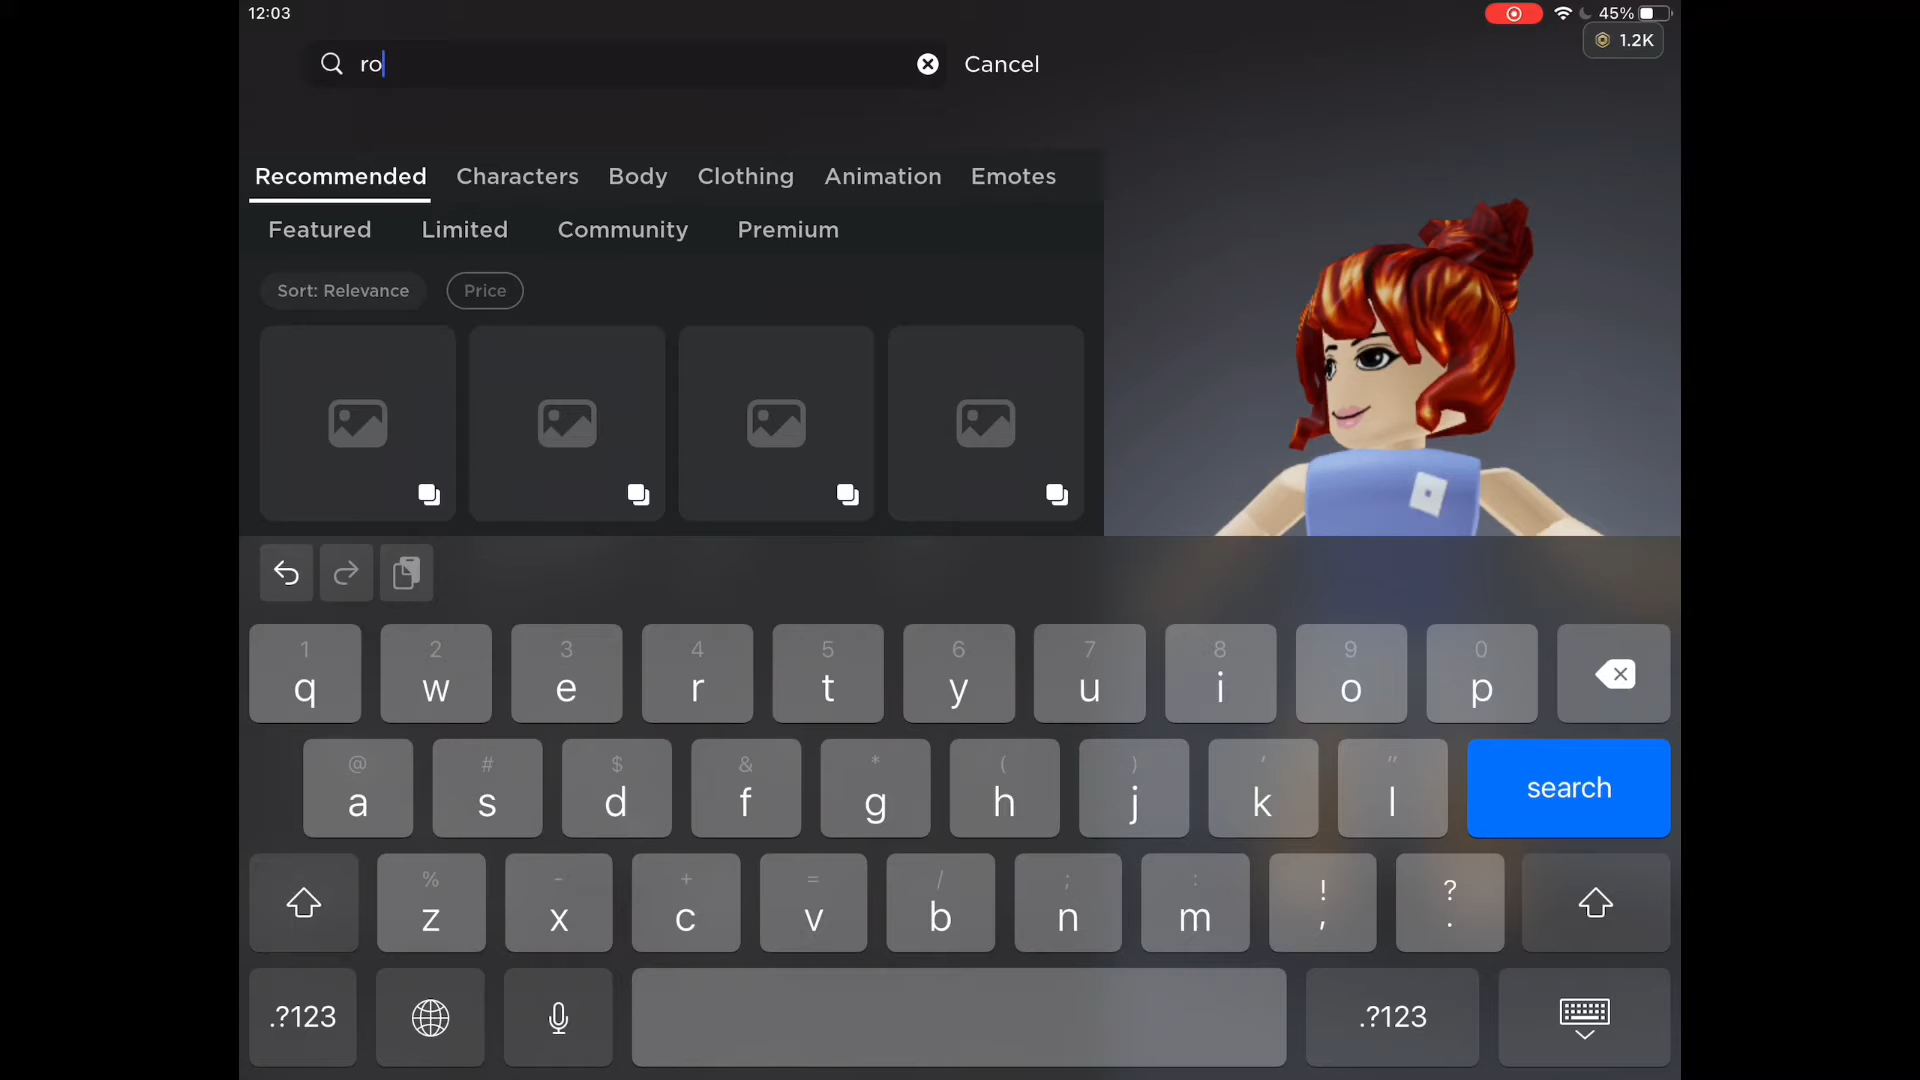 12:03
45%
1.2K
ro
Cancel
Recommended Characters Body Clothing Animation Emotes
Featured Limited Community Premium
Sort: Relevance Price
1 2 3 4 5 6 7 8 9 0
q w e r t y u i o p
@ # $ & * ( ) ' "
a s d f g h j k l search
% - + = / ; : ! ?
z x c v b n m , .
.?123 .?123